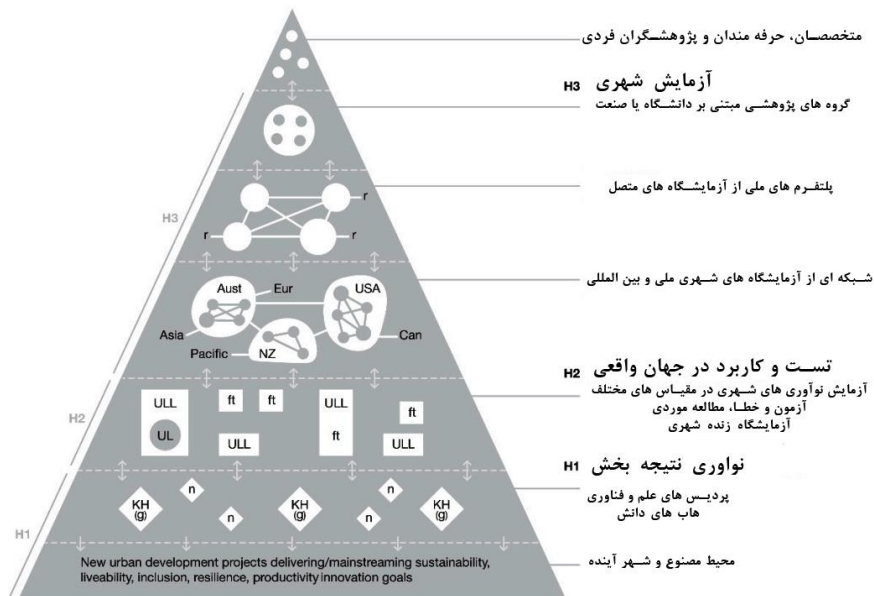 متخصصان، حرفه مندان و پژوهشگران فردی
H3 آزمایش شهری
گروه های پژوهشی مبتنی بر دانشگاه یا صنعت
پلتفرم های ملی از آزمایشگاه های متصل
r
H3
r
r
شبکه ای از آزمایشگاه های شهری ملی و بین المللی
Aust
Eur
USA
Asia
Can
Pacific
NZ
H2 تست و کاربرد در جهان واقعی
آزمایش نوآوری های شهری در مقیاس های مختلف
آزمون و خطا، مطالعه موردی
آزمایشگاه زنده شهری
ULL
ft
ft
ULL
ft
H2
UL
ULL
ft
ULL
H1 نواوری نتیجه بخش
پردیس های علم و فناوری
هاب های دانش
n
n
KH
(g)
KH
(g)
KH
(g)
n
n
H1
محیط مصنوع و شهر آینده
New urban development projects delivering/mainstreaming sustainability,
liveability, inclusion, resilience, productivity innovation goals